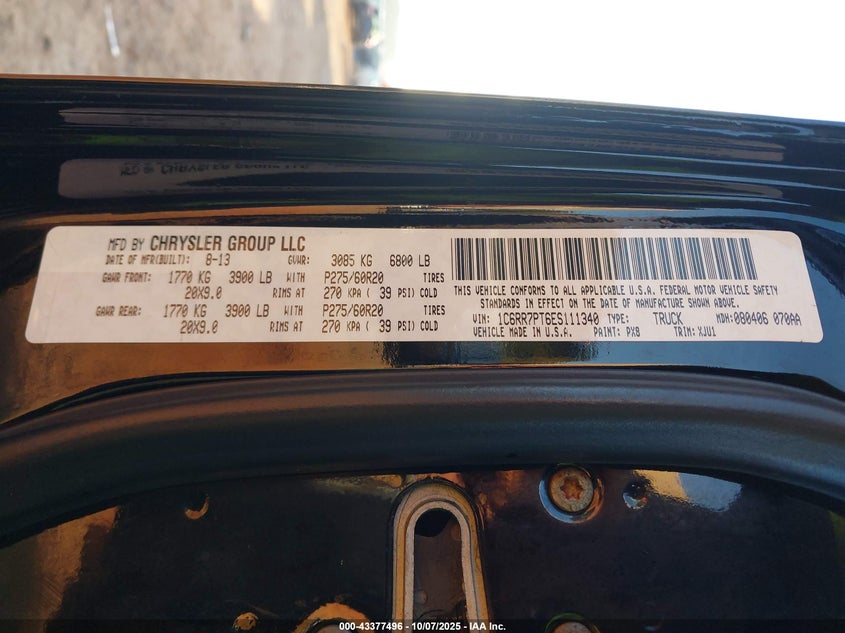 MFD BY CHRYSLER GROUP LLC
DATE OF MFR(BUILT): 8-13 GVWR: 3085 KG 6800 LB
GAWR FRONT: 1770 KG 3900 LB WITH P275/60R20 TIRES
20X9.0 RIMS AT 270 KPA ( 39 PSI) COLD
GAWR REAR: 1770 KG 3900 LB WITH P275/60R20 TIRES
20X9.0 RIMS AT 270 KPA ( 39 PSI) COLD
THIS VEHICLE CONFORMS TO ALL APPLICABLE U.S.A. FEDERAL MOTOR VEHICLE SAFETY
STANDARDS IN EFFECT ON THE DATE OF MANUFACTURE SHOWN ABOVE.
VIN: 1C6RR7PT6ES111340 TYPE: TRUCK MDH: 080406 070AA
VEHICLE MADE IN U.S.A. PAINT: PX8 TRIM: XJU1
000-43377496 - 10/07/2025 - IAA Inc.